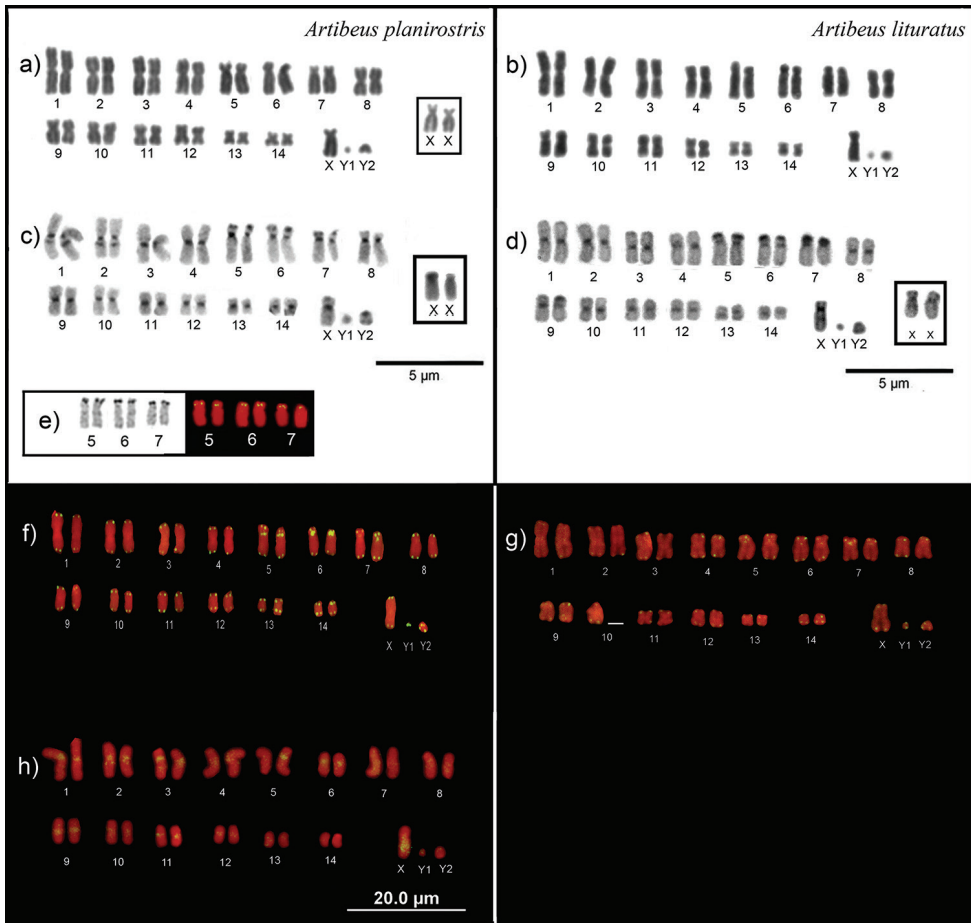 Artibeus planirostris
a)
1 2 3 4 5 6 7 8
9 10 11 12 13 14 X Y1 Y2
X X
c)
1 2 3 4 5 6 7 8
9 10 11 12 13 14 X Y1 Y2
X X
5 µm
e)
5 6 7 5 6 7
Artibeus lituratus
b)
1 2 3 4 5 6 7 8
9 10 11 12 13 14 X Y1 Y2
d)
1 2 3 4 5 6 7 8
9 10 11 12 13 14 X Y1 Y2
x x
5 µm
f)
1 2 3 4 5 6 7 8
9 10 11 12 13 14 X Y1 Y2
g)
1 2 3 4 5 6 7 8
9 10 11 12 13 14 X Y1 Y2
h)
1 2 3 4 5 6 7 8
9 10 11 12 13 14 X Y1 Y2
20.0 µm